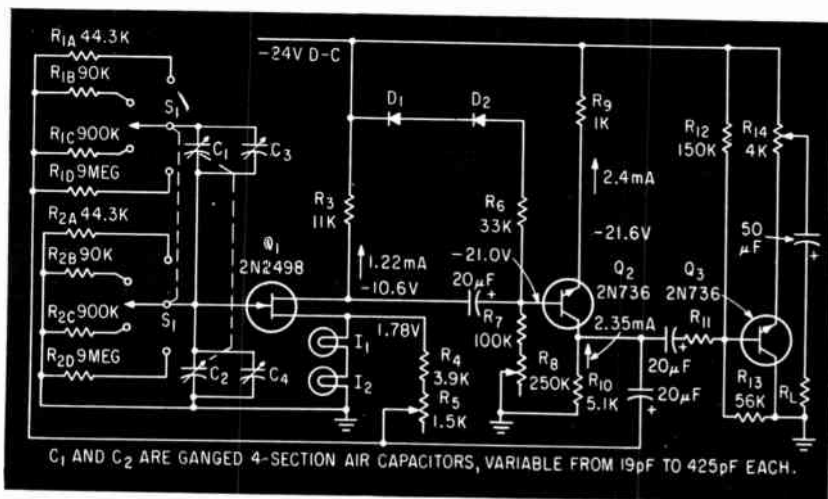 R1A 44.3K
R1B 90K
S1
R1C 900K
R1D 9MEG
R2A 44.3K
R2B 90K
R2C 900K
S1
R2D 9MEG
C1
C3
C2
C4
Q1
2N2498
-24V D-C
D1
D2
R3
11K
1.22mA
-10.6V
1.78V
I1
I2
R4
3.9K
R5
1.5K
R6
33K
-21.0V
20μF +
R7
100K
R8
250K
R9
1K
2.4mA
-21.6V
Q2
2N736
2.35mA
R10
5.1K
20μF
+
20μF
+
R11
R12
150K
R13
56K
Q3
2N736
R14
4K
50
μF
+
RL
C1 AND C2 ARE GANGED 4-SECTION AIR CAPACITORS, VARIABLE FROM 19pF TO 425pF EACH.